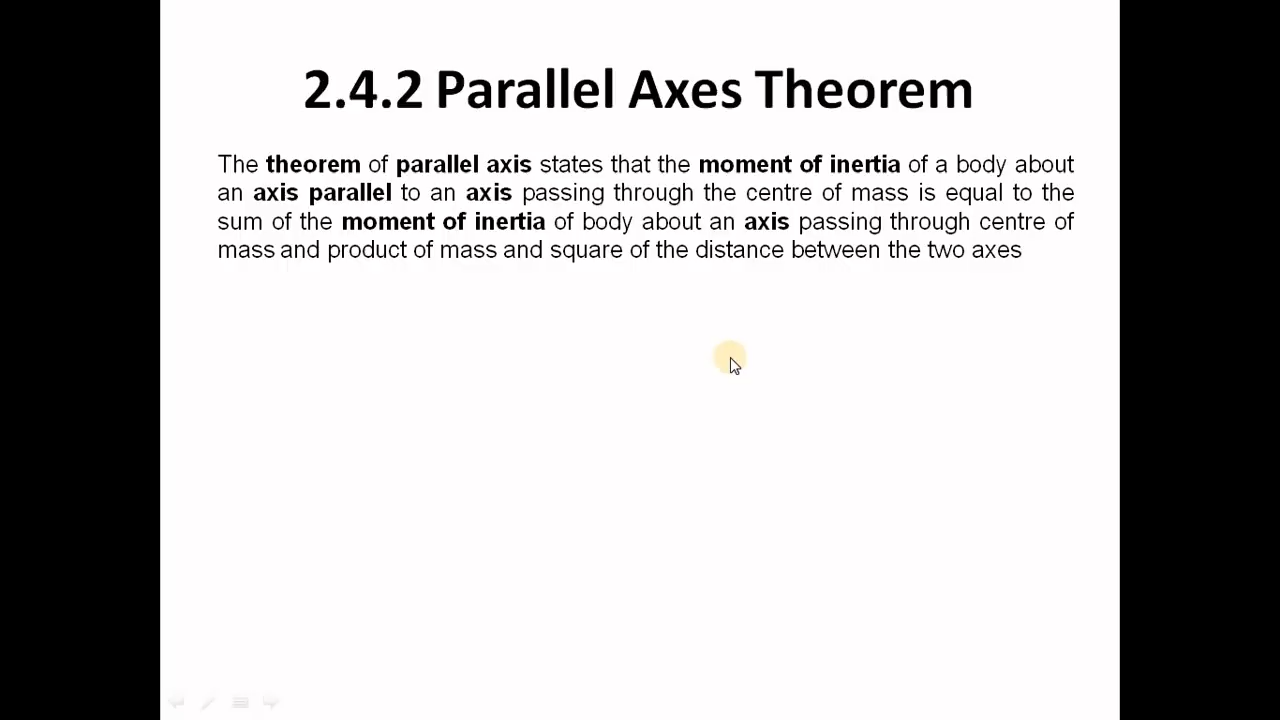 2.4.2 Parallel Axes Theorem
The theorem of parallel axis states that the moment of inertia of a body about
an axis parallel to an axis passing through the centre of mass is equal to the
sum of the moment of inertia of body about an axis passing through centre of
mass and product of mass and square of the distance between the two axes